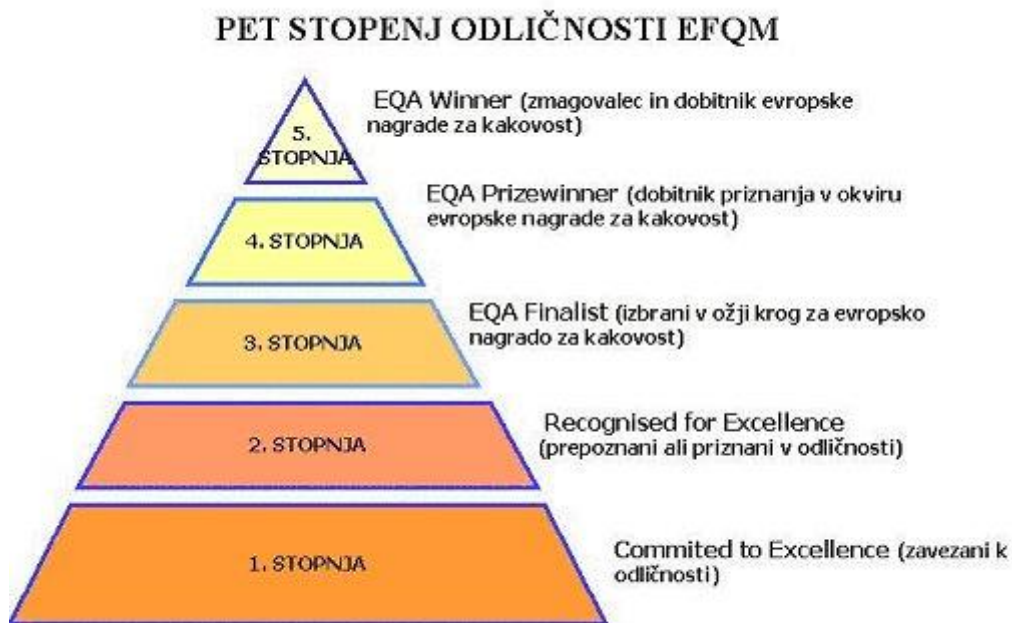 PET STOPENJ ODLIČNOSTI EFQM
EQA Winner (zmagovalec in dobitnik evropske
nagrade za kakovost)
5.
STOPNJA
EQA Prizewinner (dobitnik priznanja v okviru
evropske nagrade za kakovost)
4. STOPNJA
EQA Finalist (izbrani v ožji krog za evropsko
nagrado za kakovost)
3. STOPNJA
Recognised for Excellence
(prepoznani ali priznani v odličnosti)
2. STOPNJA
Commited to Excellence (zavezani k
odličnosti)
1. STOPNJA